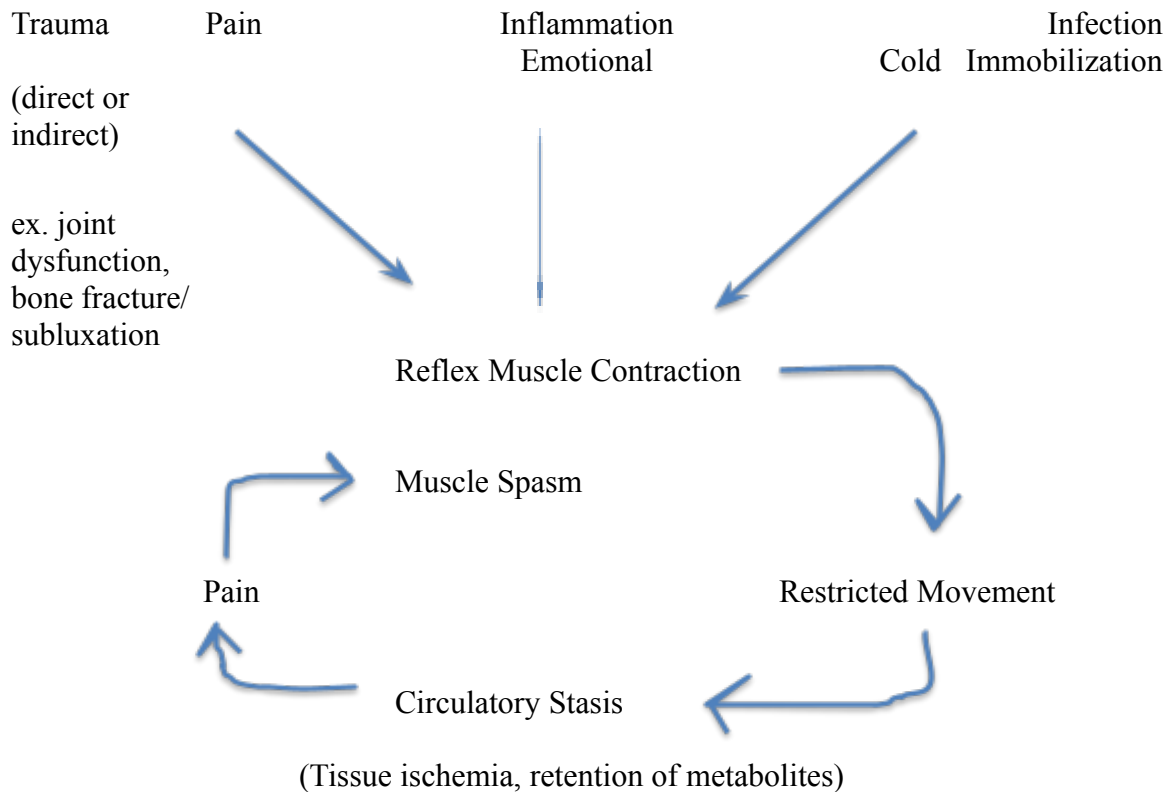 Trauma Pain Inflammation Infection
Emotional Cold Immobilization
(direct or
indirect)
ex. joint
dysfunction,
bone fracture/
subluxation
Reflex Muscle Contraction
Muscle Spasm
Pain Restricted Movement
Circulatory Stasis
(Tissue ischemia, retention of metabolites)